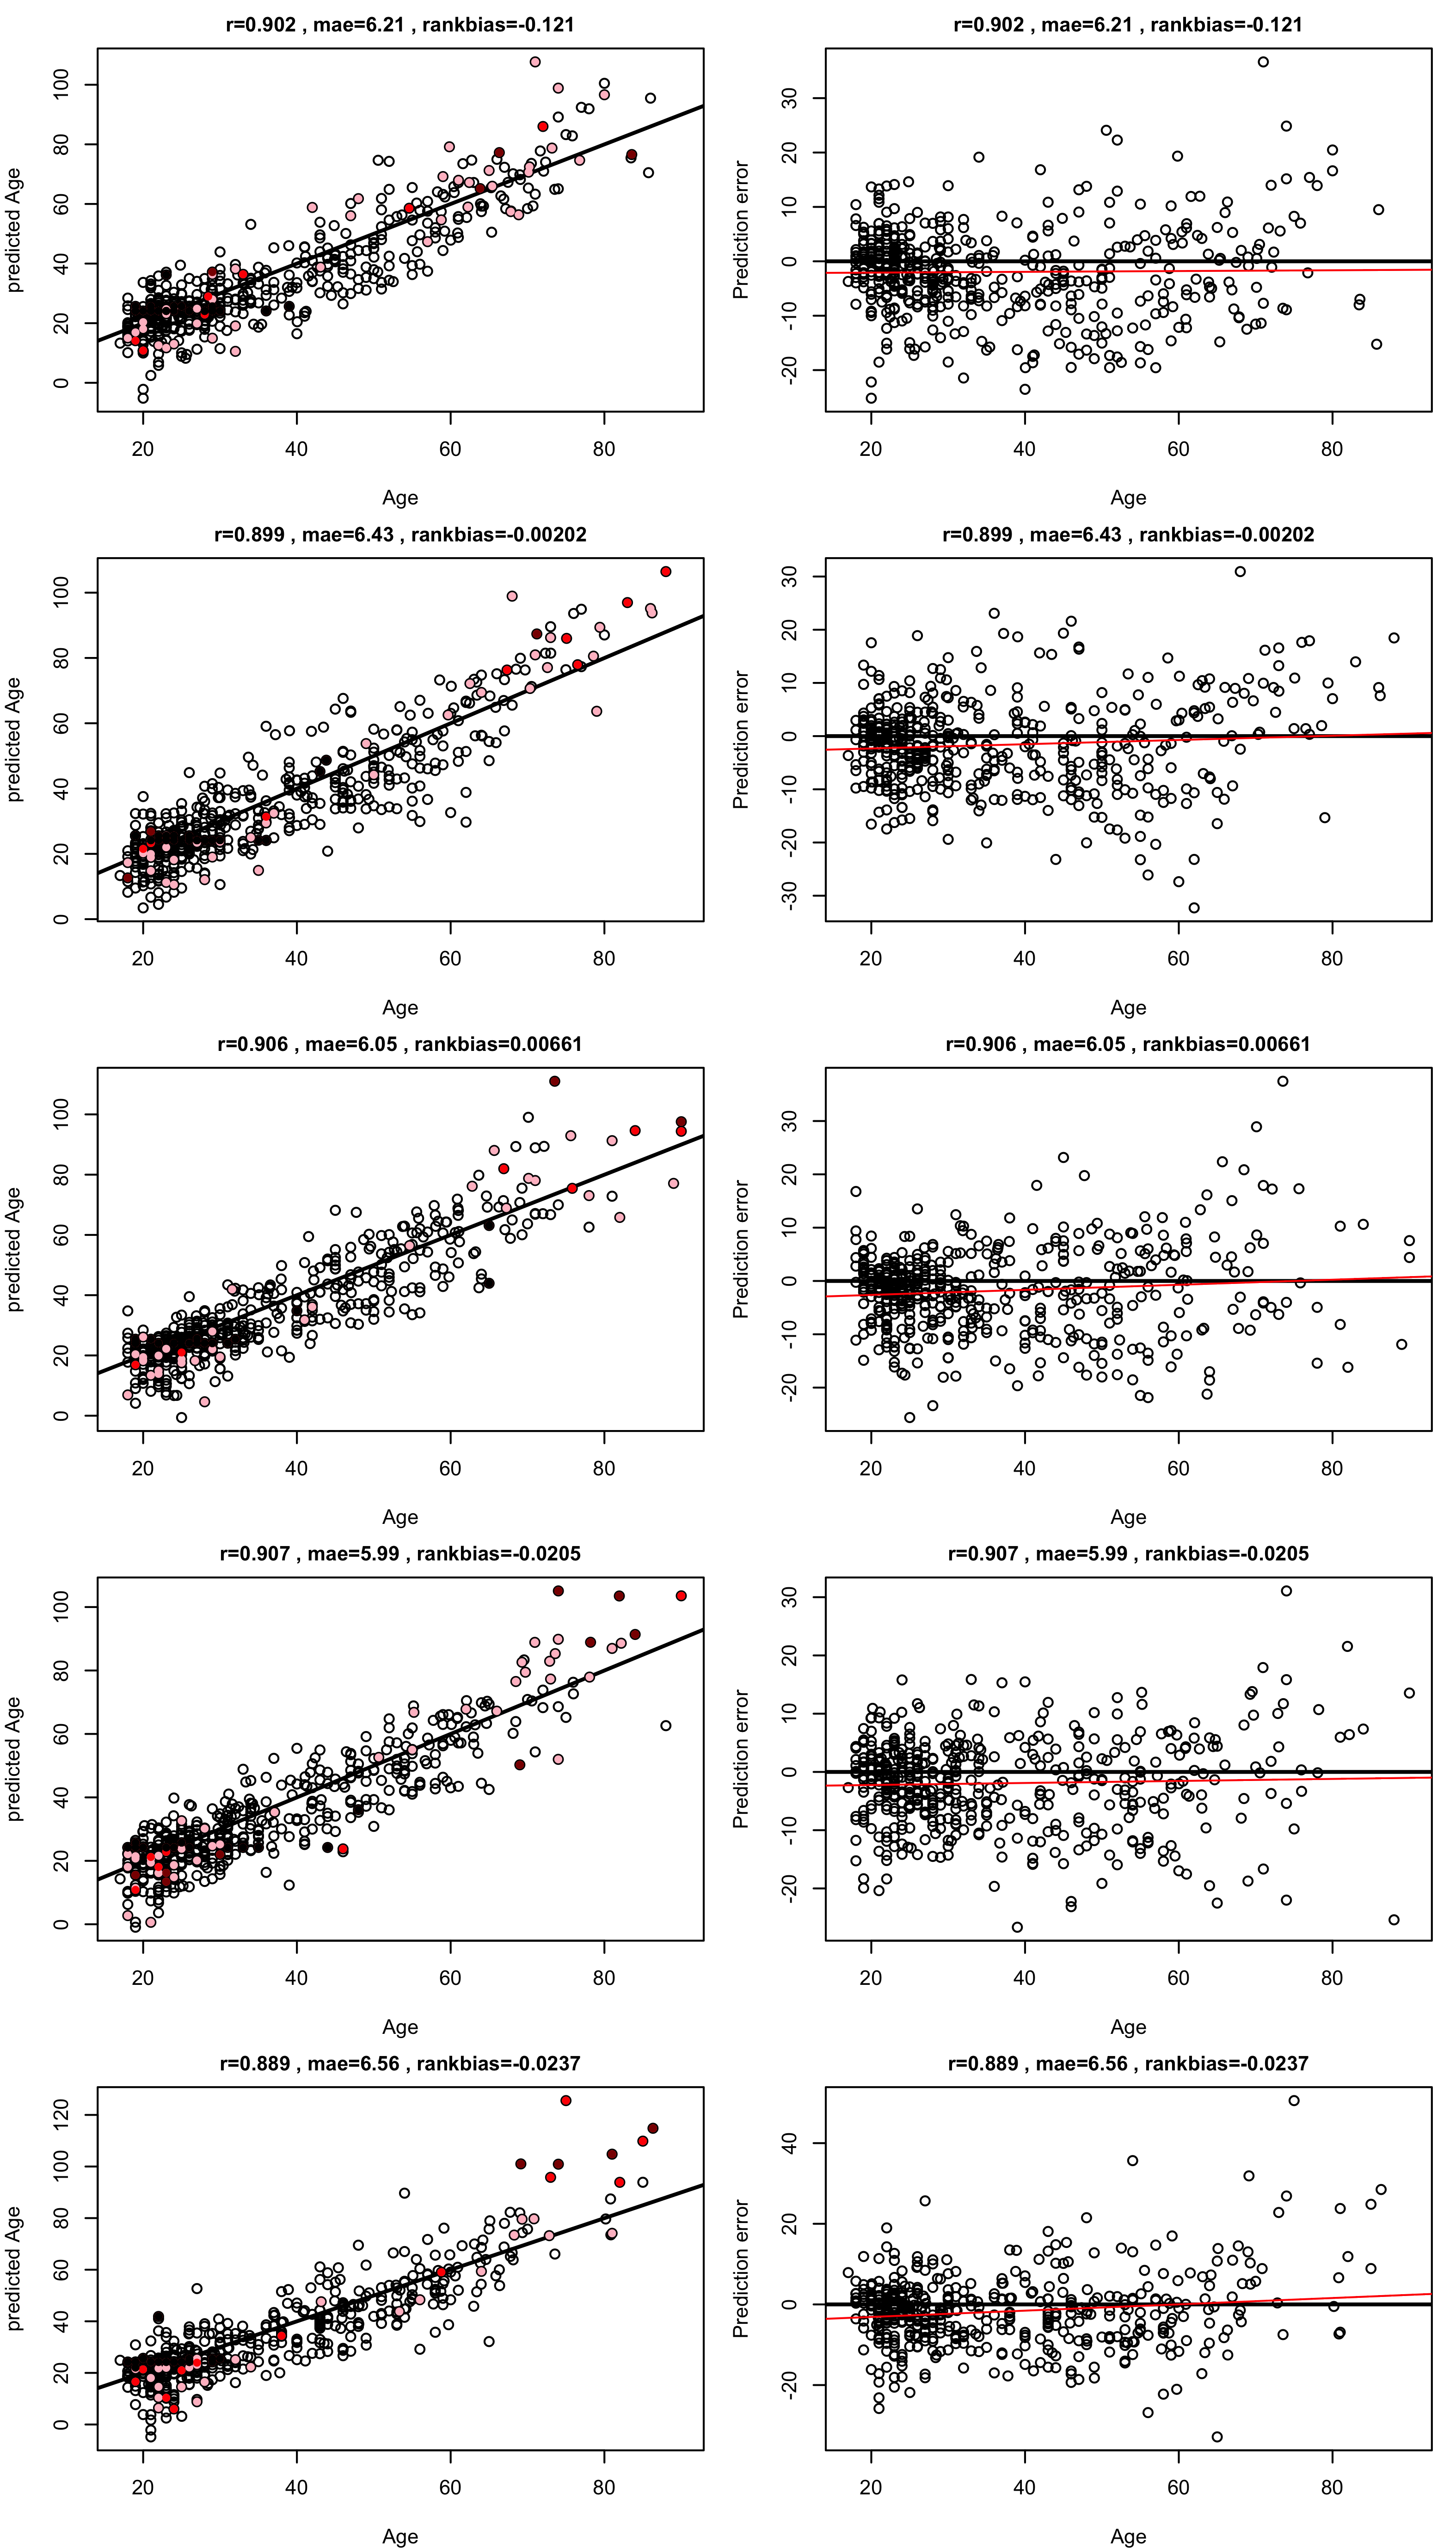 r=0.902 , mae=6.21 , rankbias=-0.121
predicted Age
0 20 40 60 80 100
20 40 60 80
Age
r=0.902 , mae=6.21 , rankbias=-0.121
Prediction error
-20 -10 0 10 20 30
20 40 60 80
Age
r=0.899 , mae=6.43 , rankbias=-0.00202
predicted Age
0 20 40 60 80 100
20 40 60 80
Age
r=0.899 , mae=6.43 , rankbias=-0.00202
Prediction error
-30 -20 -10 0 10 20 30
20 40 60 80
Age
r=0.906 , mae=6.05 , rankbias=0.00661
predicted Age
0 20 40 60 80 100
20 40 60 80
Age
r=0.906 , mae=6.05 , rankbias=0.00661
Prediction error
-20 -10 0 10 20 30
20 40 60 80
Age
r=0.907 , mae=5.99 , rankbias=-0.0205
predicted Age
0 20 40 60 80 100
20 40 60 80
Age
r=0.907 , mae=5.99 , rankbias=-0.0205
Prediction error
-20 -10 0 10 20 30
20 40 60 80
Age
r=0.889 , mae=6.56 , rankbias=-0.0237
predicted Age
0 20 40 60 80 100 120
20 40 60 80
Age
r=0.889 , mae=6.56 , rankbias=-0.0237
Prediction error
-20 0 20 40
20 40 60 80
Age